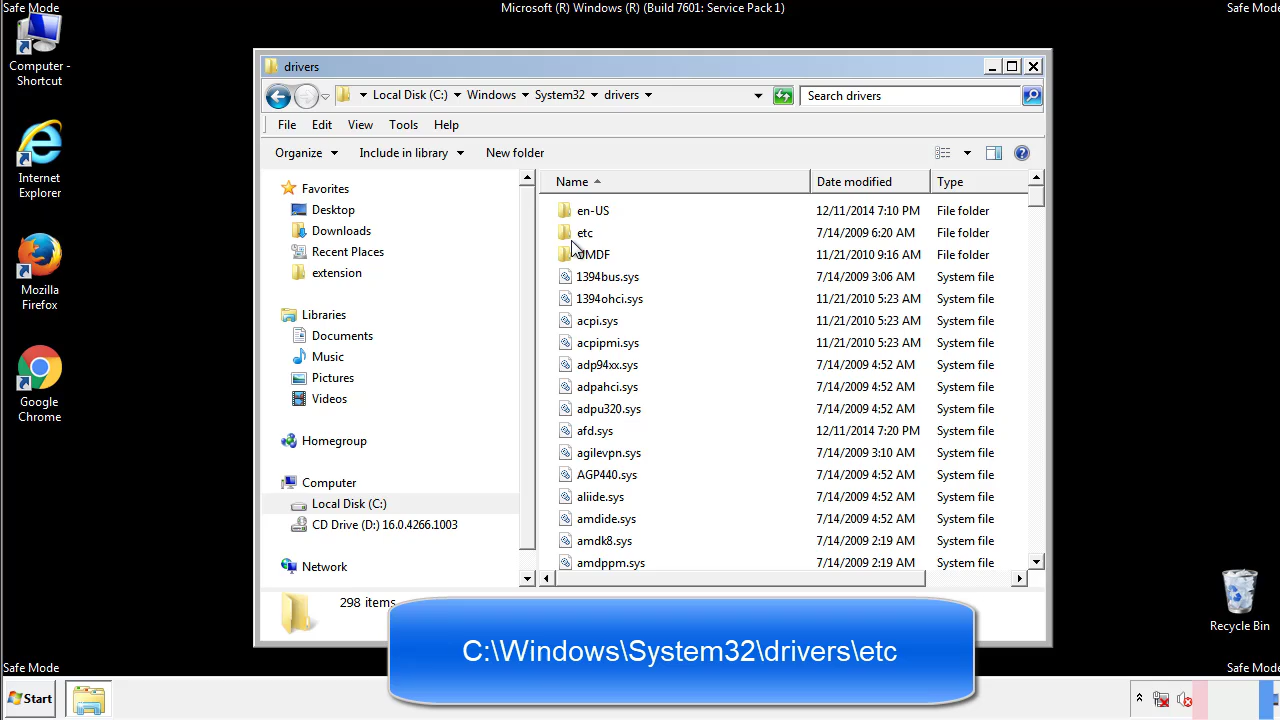 Safe Mode
Microsoft (R) Windows (R) (Build 7601: Service Pack 1)
Safe Mode
Computer -
Shortcut
Internet
Explorer
Mozilla
Firefox
Google
Chrome
drivers
Local Disk (C:) Windows System32 drivers
Search drivers
File Edit View Tools Help
Organize Include in library New folder
Favorites
Desktop
Downloads
Recent Places
extension
Libraries
Documents
Music
Pictures
Videos
Homegroup
Computer
Local Disk (C:)
CD Drive (D:) 16.0.4266.1003
Network
Name Date modified Type
en-US 12/11/2014 7:10 PM File folder
etc 7/14/2009 6:20 AM File folder
UMDF 11/21/2010 9:16 AM File folder
1394bus.sys 7/14/2009 3:06 AM System file
1394ohci.sys 11/21/2010 5:23 AM System file
acpi.sys 11/21/2010 5:23 AM System file
acpipmi.sys 11/21/2010 5:23 AM System file
adp94xx.sys 7/14/2009 4:52 AM System file
adpahci.sys 7/14/2009 4:52 AM System file
adpu320.sys 7/14/2009 4:52 AM System file
afd.sys 12/11/2014 7:20 PM System file
agilevpn.sys 7/14/2009 3:10 AM System file
AGP440.sys 7/14/2009 4:52 AM System file
aliide.sys 7/14/2009 4:52 AM System file
amdide.sys 7/14/2009 4:52 AM System file
amdk8.sys 7/14/2009 2:19 AM System file
amdppm.sys 7/14/2009 2:19 AM System file
298 items
C:\Windows\System32\drivers\etc
Recycle Bin
Safe Mode
Safe Mode
Start